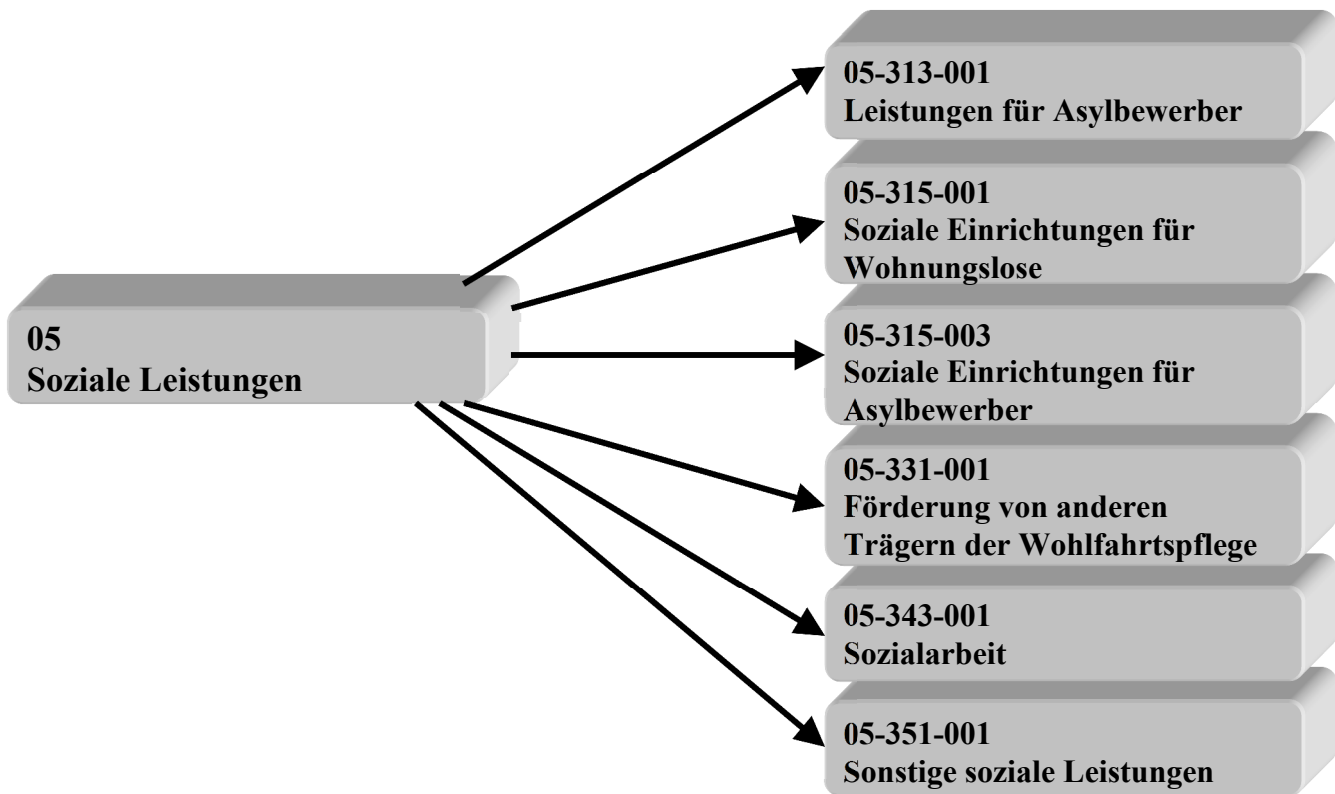 05
Soziale Leistungen
05-313-001
Leistungen für Asylbewerber
05-315-001
Soziale Einrichtungen für
Wohnungslose
05-315-003
Soziale Einrichtungen für
Asylbewerber
05-331-001
Förderung von anderen
Trägern der Wohlfahrtspflege
05-343-001
Sozialarbeit
05-351-001
Sonstige soziale Leistungen